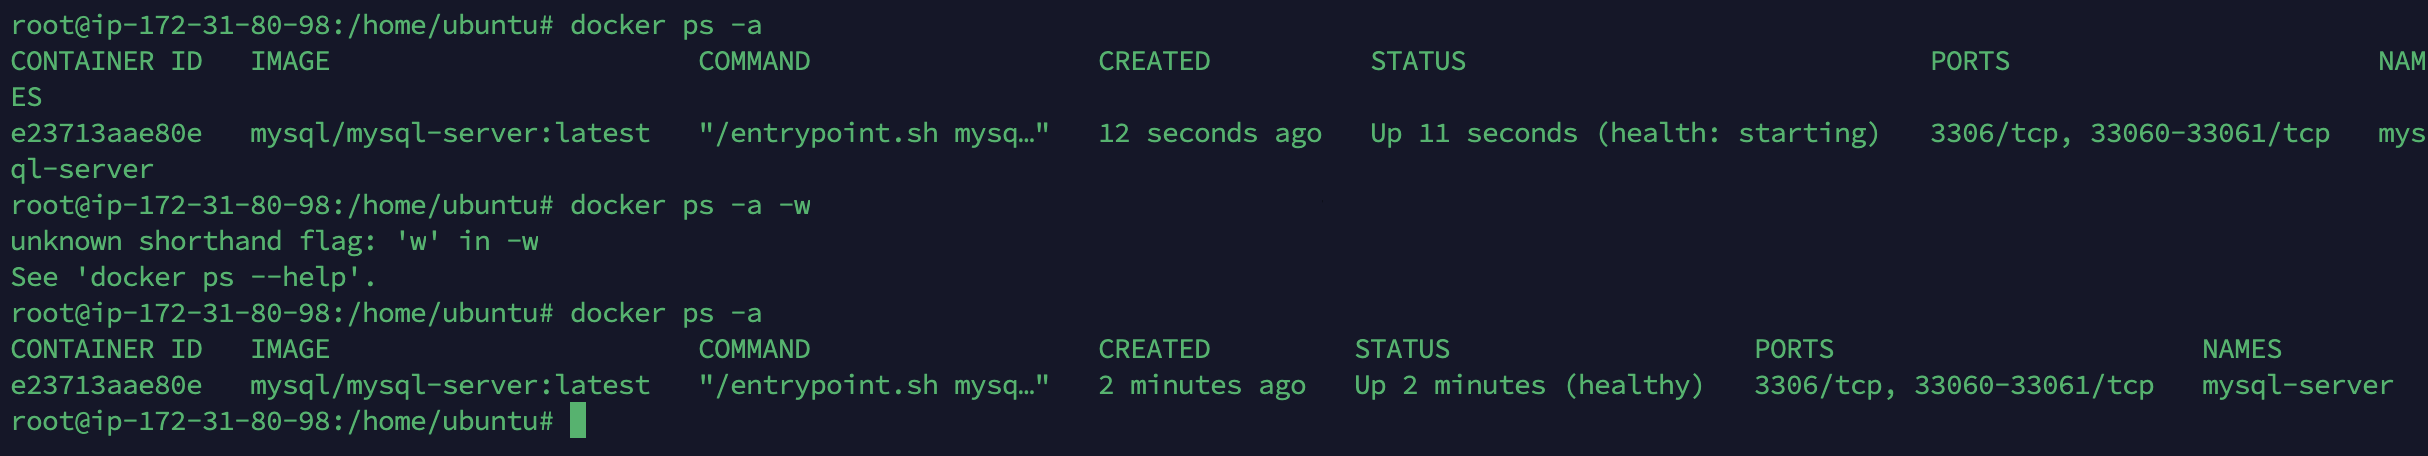 root@ip-172-31-80-98:/home/ubuntu# docker ps -a
CONTAINER ID   IMAGE                       COMMAND                  CREATED          STATUS                             PORTS                       NAM
ES
e23713aae80e   mysql/mysql-server:latest   "/entrypoint.sh mysq…"   12 seconds ago   Up 11 seconds (health: starting)   3306/tcp, 33060-33061/tcp   mys
ql-server
root@ip-172-31-80-98:/home/ubuntu# docker ps -a -w
unknown shorthand flag: 'w' in -w
See 'docker ps --help'.
root@ip-172-31-80-98:/home/ubuntu# docker ps -a
CONTAINER ID   IMAGE                       COMMAND                  CREATED         STATUS                   PORTS                       NAMES
e23713aae80e   mysql/mysql-server:latest   "/entrypoint.sh mysq…"   2 minutes ago   Up 2 minutes (healthy)   3306/tcp, 33060-33061/tcp   mysql-server
root@ip-172-31-80-98:/home/ubuntu#